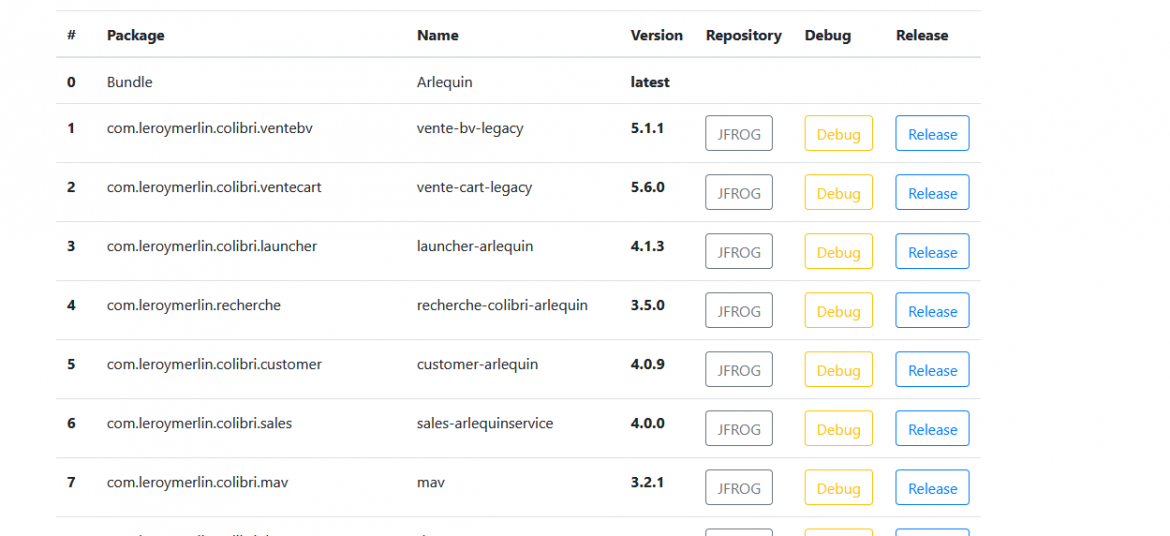 # Package Name Version Repository Debug Release
0 Bundle Arlequin latest
1 com.leroymerlin.colibri.ventebv vente-bv-legacy 5.1.1 JFROG Debug Release
2 com.leroymerlin.colibri.ventecart vente-cart-legacy 5.6.0 JFROG Debug Release
3 com.leroymerlin.colibri.launcher launcher-arlequin 4.1.3 JFROG Debug Release
4 com.leroymerlin.recherche recherche-colibri-arlequin 3.5.0 JFROG Debug Release
5 com.leroymerlin.colibri.customer customer-arlequin 4.0.9 JFROG Debug Release
6 com.leroymerlin.colibri.sales sales-arlequinservice 4.0.0 JFROG Debug Release
7 com.leroymerlin.colibri.mav mav 3.2.1 JFROG Debug Release